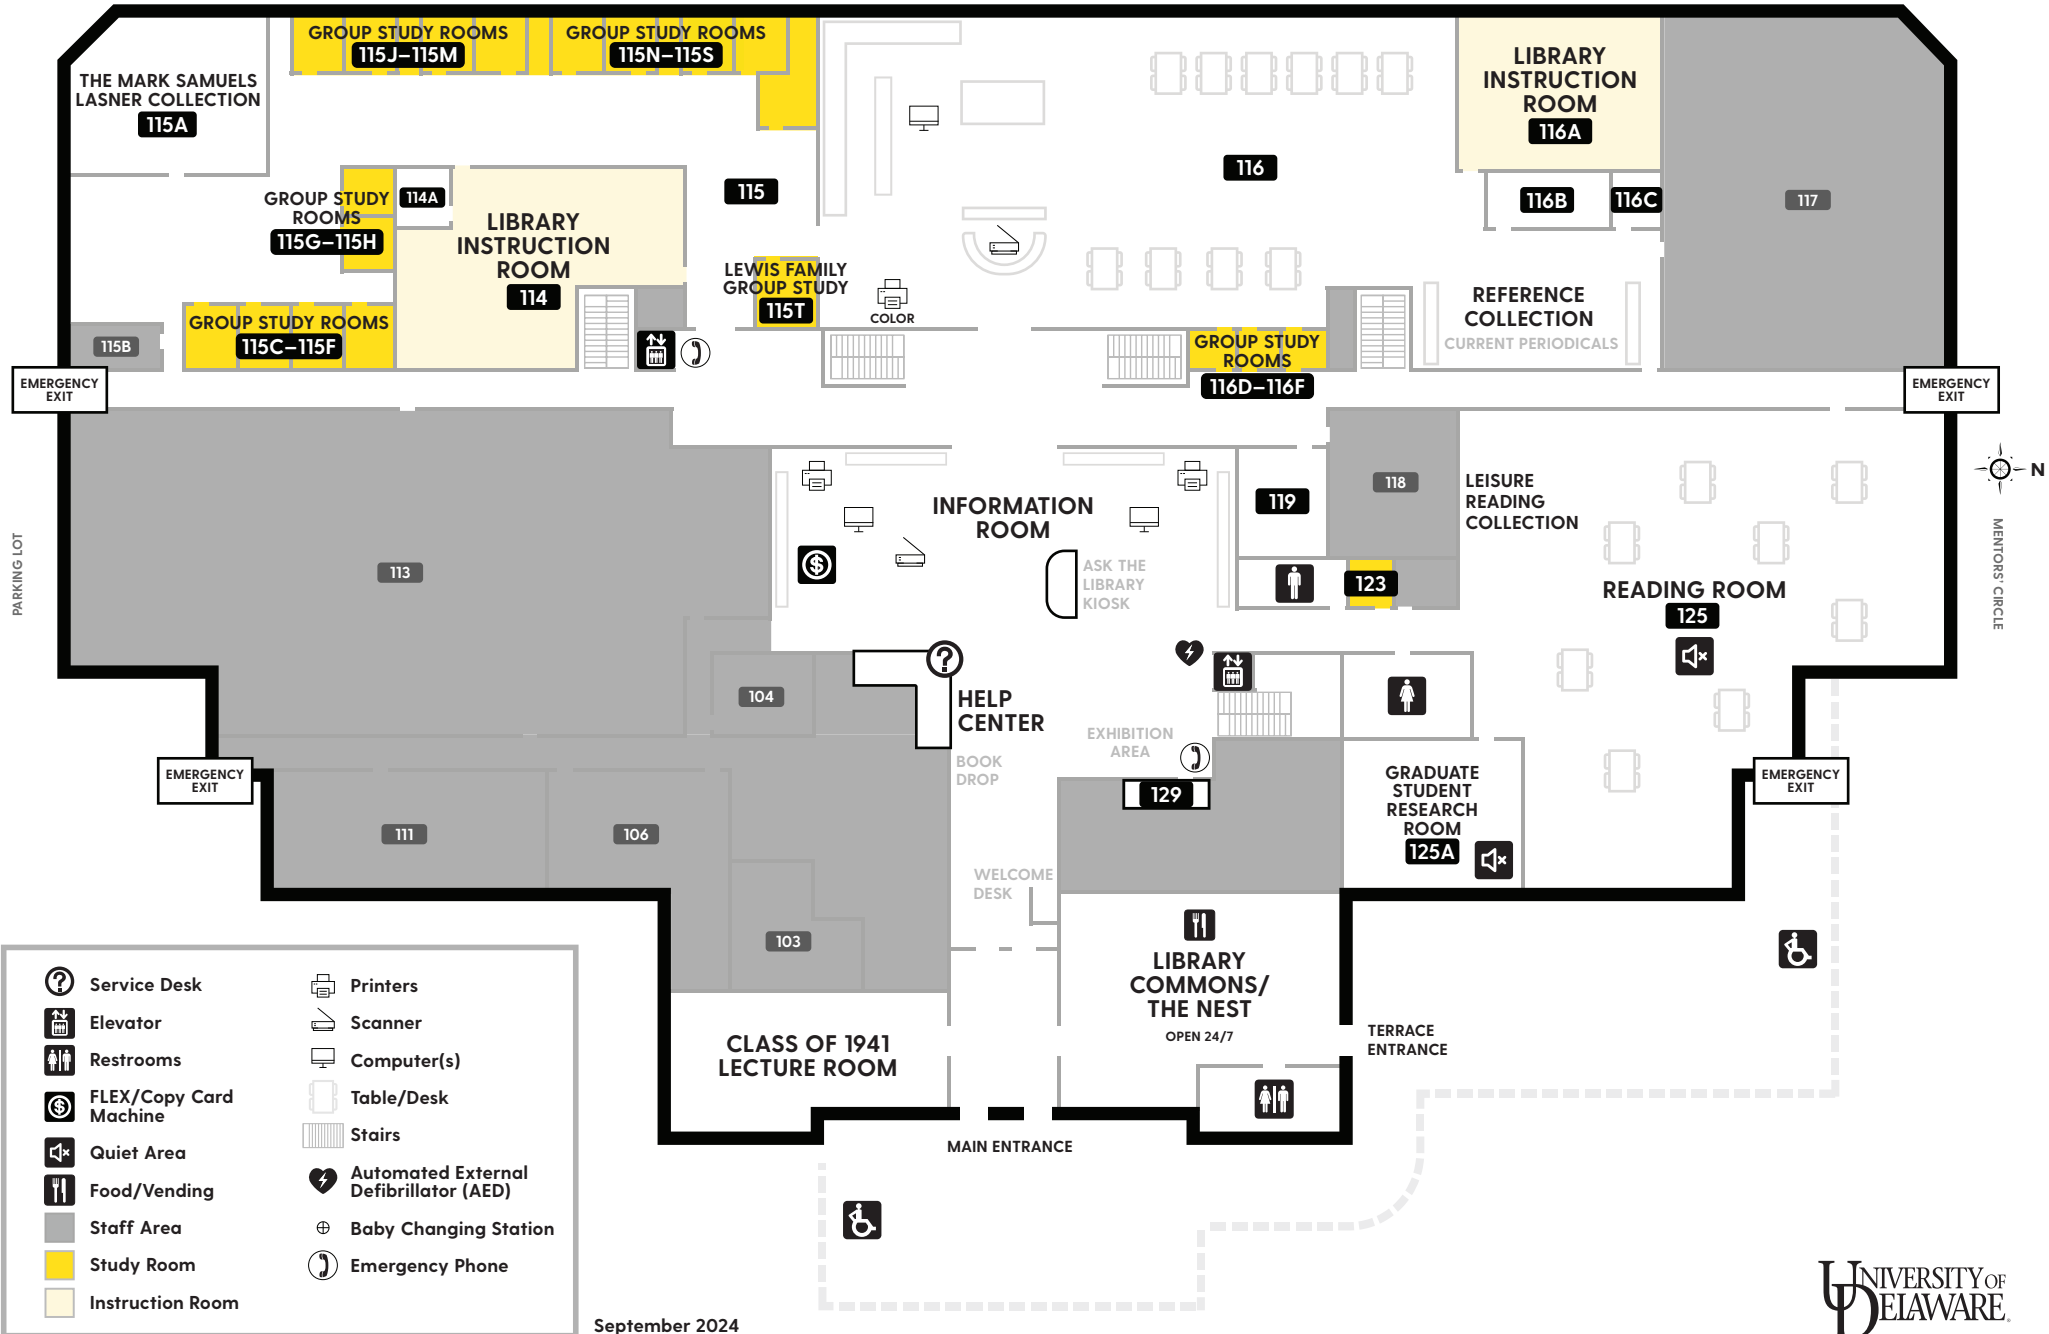 GROUP STUDY ROOMS
115J–115M
GROUP STUDY ROOMS
115N–115S
THE MARK SAMUELS
LASNER COLLECTION
115A
LIBRARY
INSTRUCTION
ROOM
116A
116
115
116B
116C
117
GROUP STUDY
ROOMS
115G–115H
114A
LIBRARY
INSTRUCTION
ROOM
114
LEWIS FAMILY
GROUP STUDY
115T
COLOR
REFERENCE
COLLECTION
CURRENT PERIODICALS
115B
GROUP STUDY ROOMS
115C–115F
GROUP STUDY
ROOMS
116D–116F
EMERGENCY
EXIT
EMERGENCY
EXIT
N
PARKING LOT
113
INFORMATION
ROOM
ASK THE
LIBRARY
KIOSK
119
118
123
LEISURE
READING
COLLECTION
READING ROOM
125
MENTORS' CIRCLE
104
HELP
CENTER
BOOK
DROP
EXHIBITION
AREA
129
EMERGENCY
EXIT
EMERGENCY
EXIT
111
106
103
WELCOME
DESK
GRADUATE
STUDENT
RESEARCH
ROOM
125A
LIBRARY
COMMONS/
THE NEST
OPEN 24/7
TERRACE
ENTRANCE
CLASS OF 1941
LECTURE ROOM
MAIN ENTRANCE
Service Desk
Elevator
Restrooms
FLEX/Copy Card
Machine
Quiet Area
Food/Vending
Staff Area
Study Room
Instruction Room
Printers
Scanner
Computer(s)
Table/Desk
Stairs
Automated External
Defibrillator (AED)
Baby Changing Station
Emergency Phone
September 2024
UNIVERSITY OF
DELAWARE.